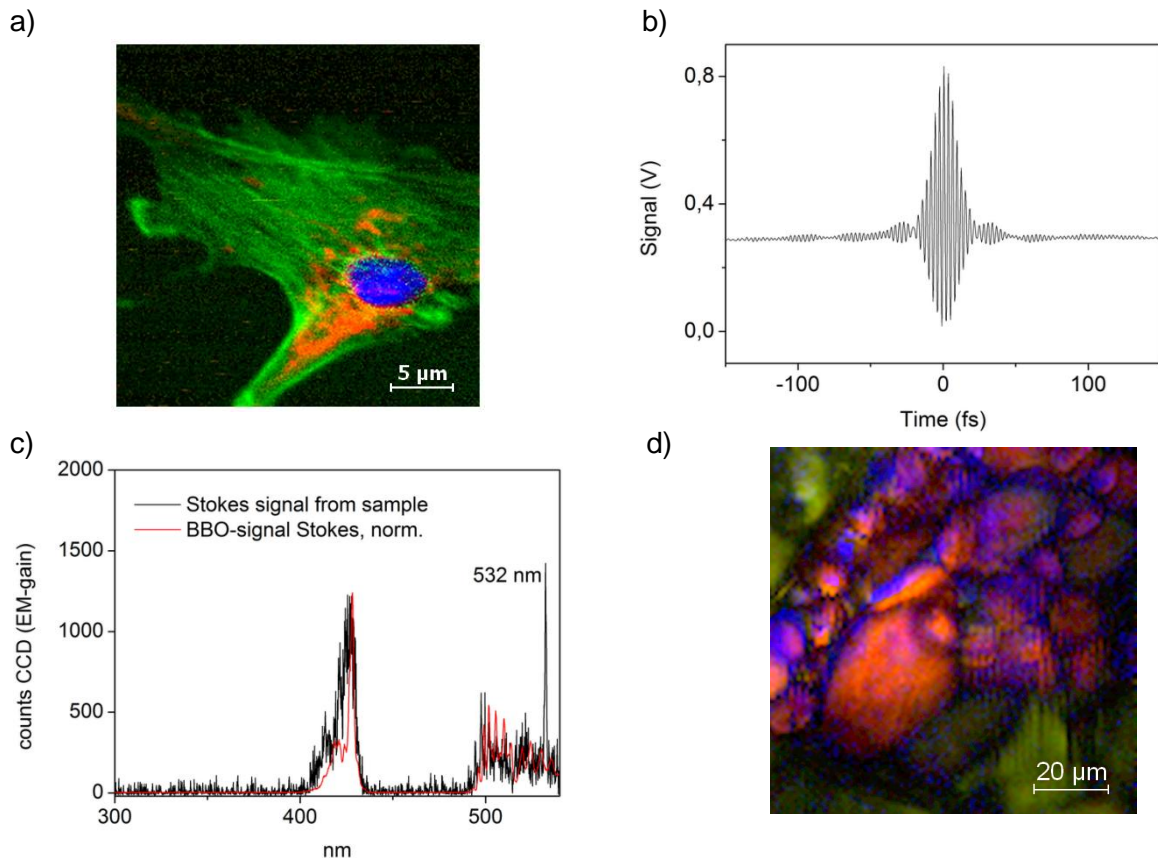 a)
5 µm
b)
0,8
0,4
0,0
Signal (V)
-100 0 100
Time (fs)
c)
2000
1500
1000
500
0
counts CCD (EM-gain)
Stokes signal from sample
BBO-signal Stokes, norm.
532 nm
300 400 500
nm
d)
20 µm